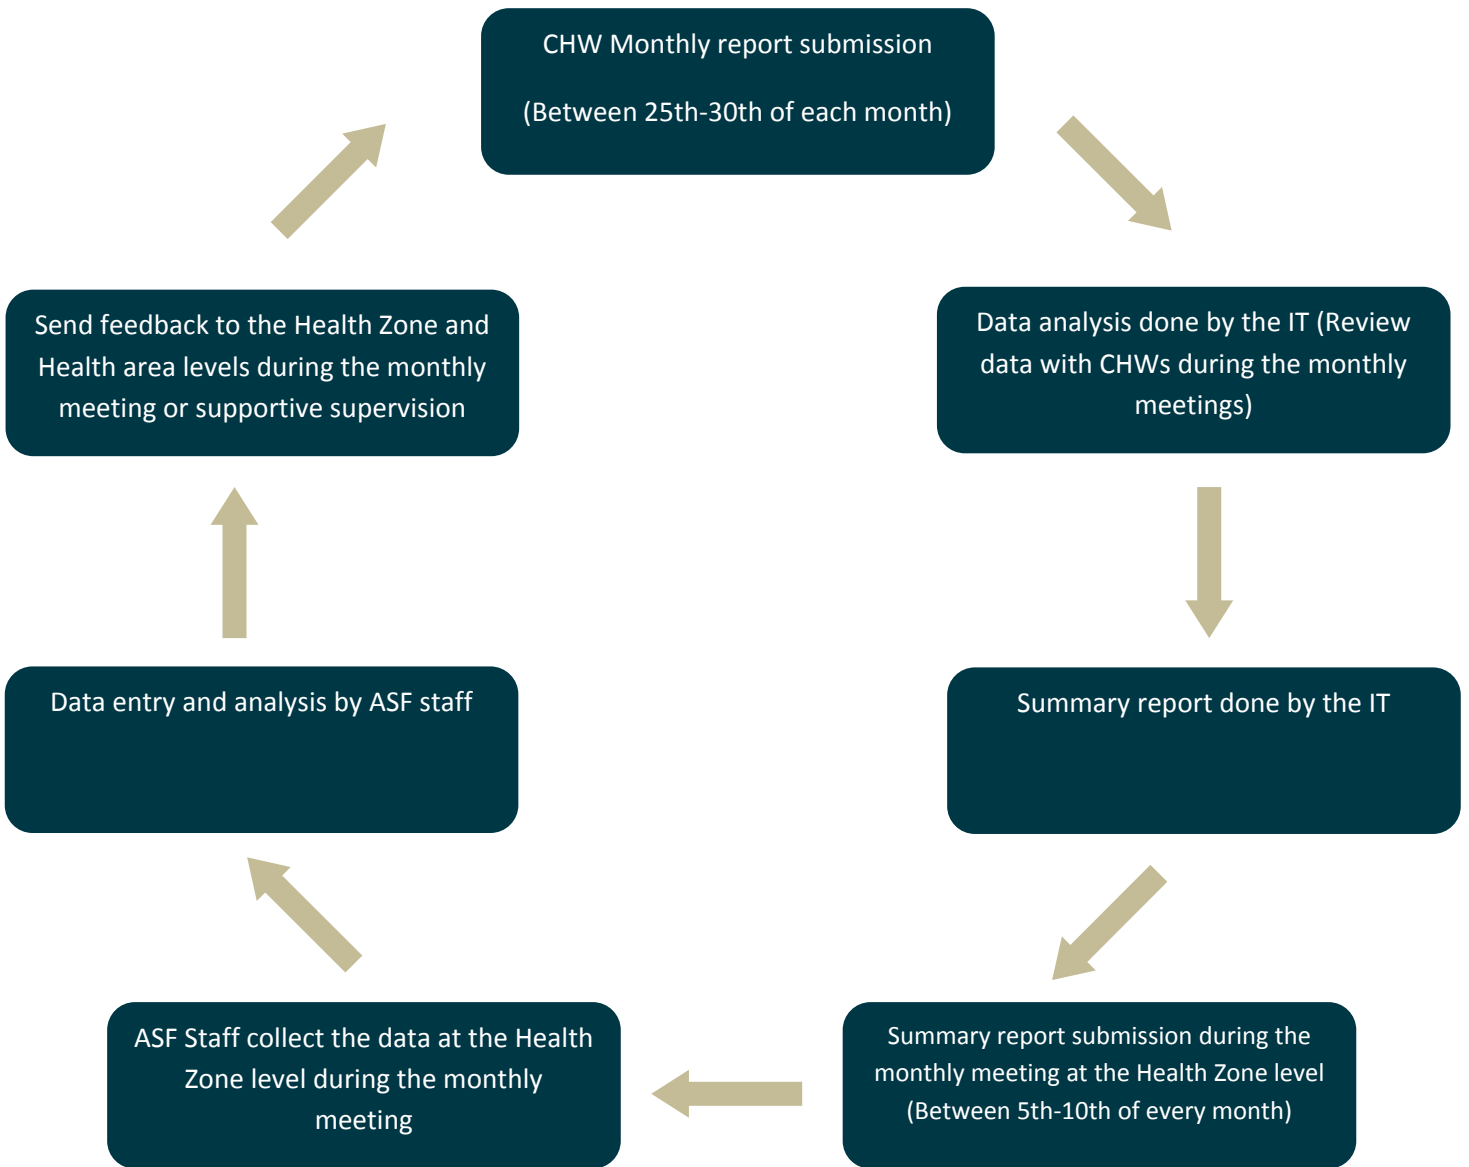 CHW Monthly report submission
(Between 25th-30th of each month)
Data analysis done by the IT (Review
data with CHWs during the monthly
meetings)
Summary report done by the IT
Summary report submission during the
monthly meeting at the Health Zone level
(Between 5th-10th of every month)
ASF Staff collect the data at the Health
Zone level during the monthly
meeting
Data entry and analysis by ASF staff
Send feedback to the Health Zone and
Health area levels during the monthly
meeting or supportive supervision